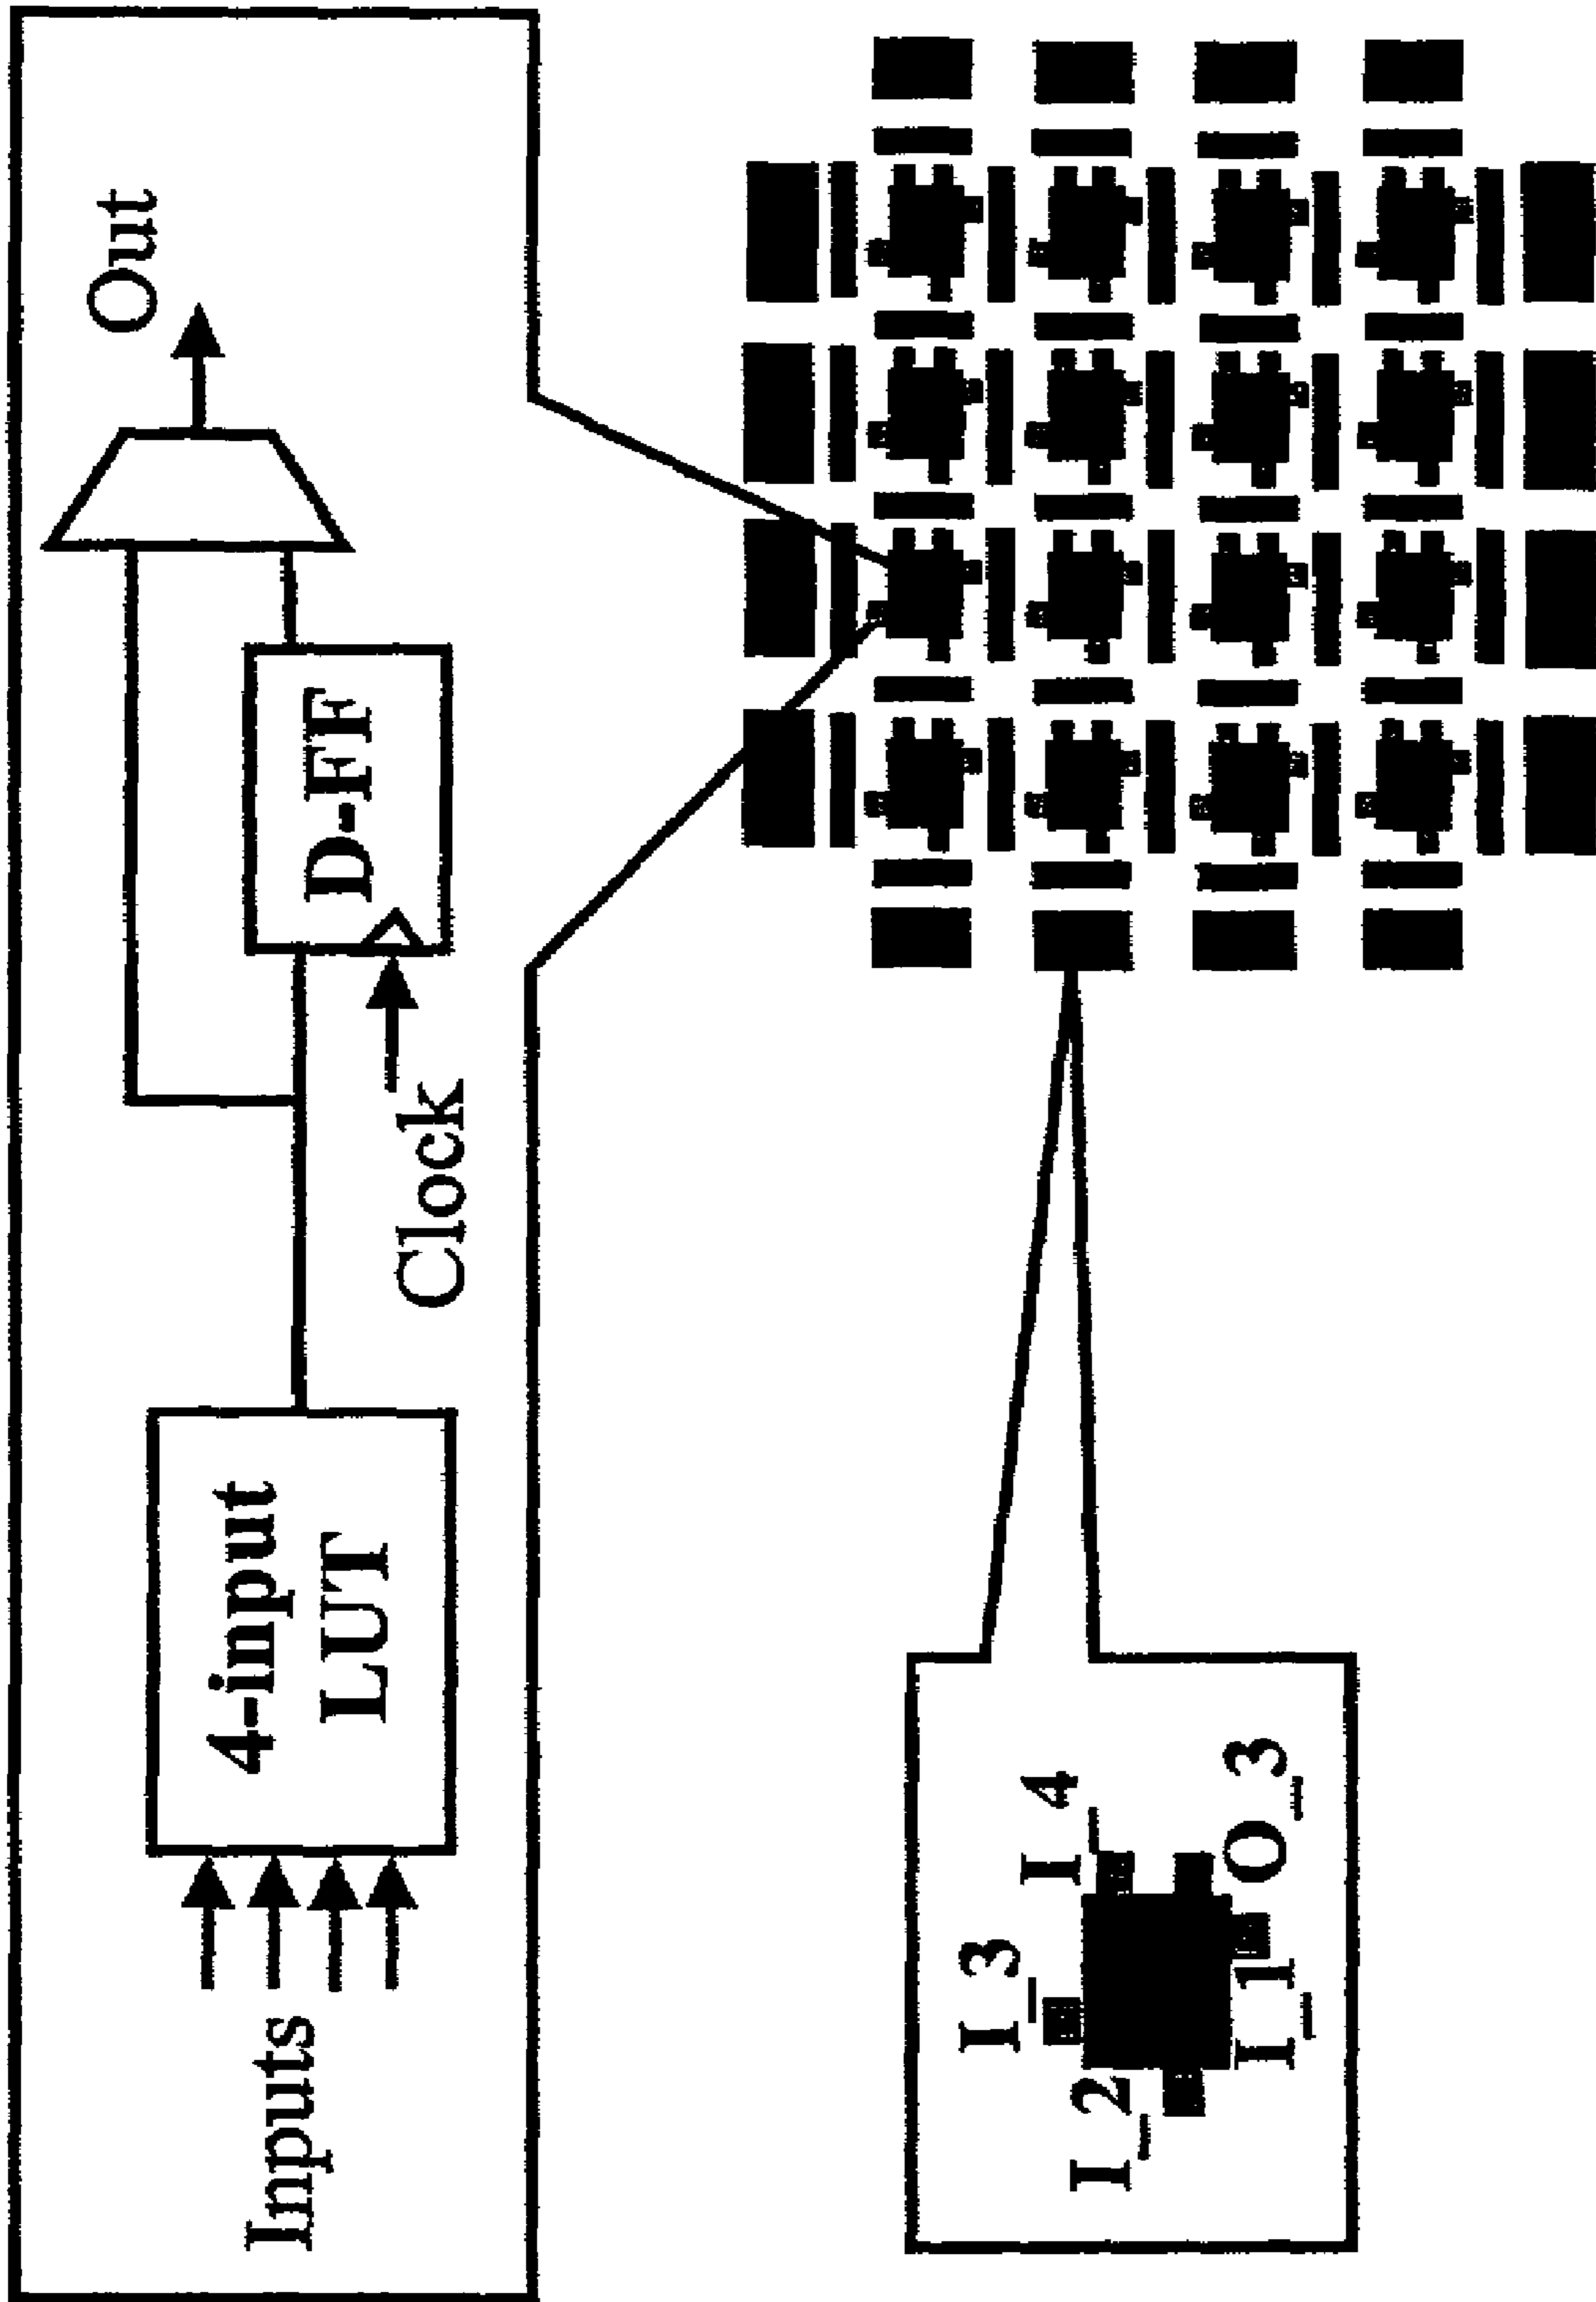 Inputs
4-input
LUT
Clock
D-FF
Out
I_2
I_3
I_4
I_1
O_3